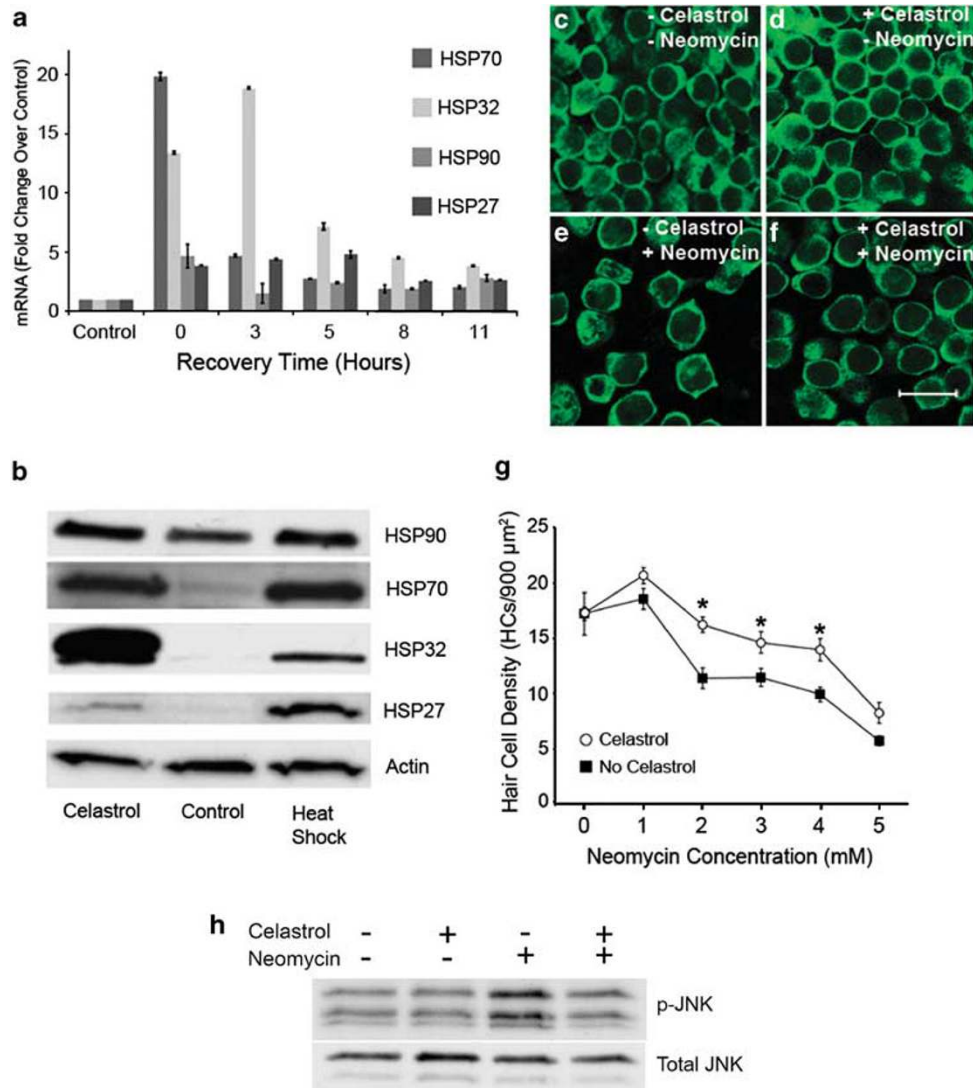 a
mRNA (Fold Change Over Control)
20
15
10
5
0
Control
0
3
5
8
11
Recovery Time (Hours)
HSP70
HSP32
HSP90
HSP27
c
- Celastrol
- Neomycin
d
+ Celastrol
- Neomycin
e
- Celastrol
+ Neomycin
f
+ Celastrol
+ Neomycin
b
HSP90
HSP70
HSP32
HSP27
Actin
Celastrol
Control
Heat
Shock
g
Hair Cell Density (HCs/900 µm²)
25
20
15
10
5
0
* * *
Celastrol
No Celastrol
0 1 2 3 4 5
Neomycin Concentration (mM)
h
Celastrol - + - +
Neomycin - - + +
p-JNK
Total JNK